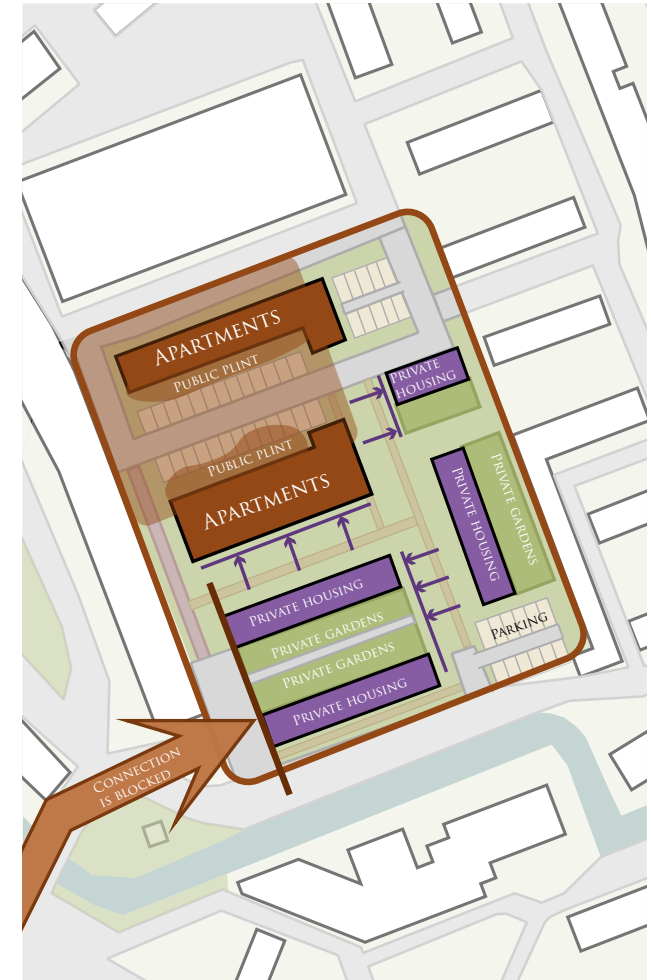 APARTMENTS
PUBLIC PLINT
PRIVATE
HOUSING
PUBLIC PLINT
APARTMENTS
PRIVATE HOUSING
PRIVATE GARDENS
PRIVATE HOUSING
PRIVATE GARDENS
PRIVATE GARDENS
PRIVATE HOUSING
PARKING
CONNECTION
IS BLOCKED